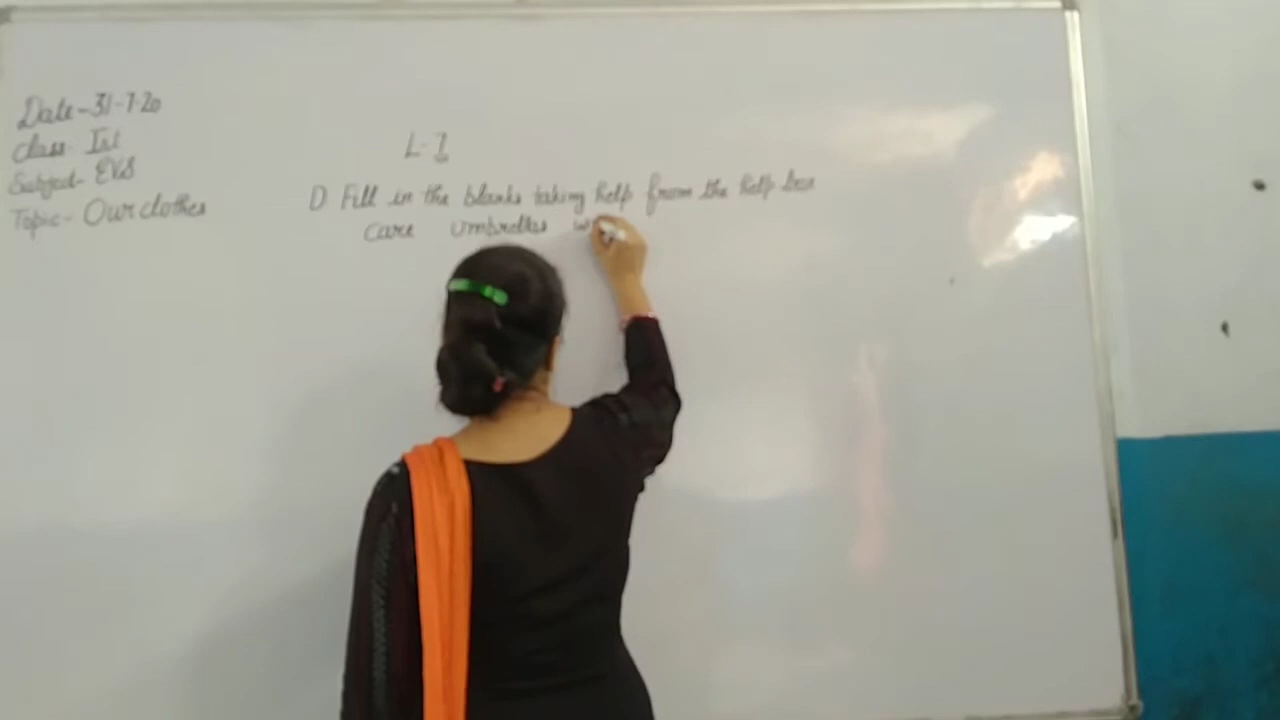 Date-31-7-20
Class- Ist
Subject- EVS
Topic- Our clothes
L-7
D Fill in the blanks taking help from the help box
Care Umbrellas